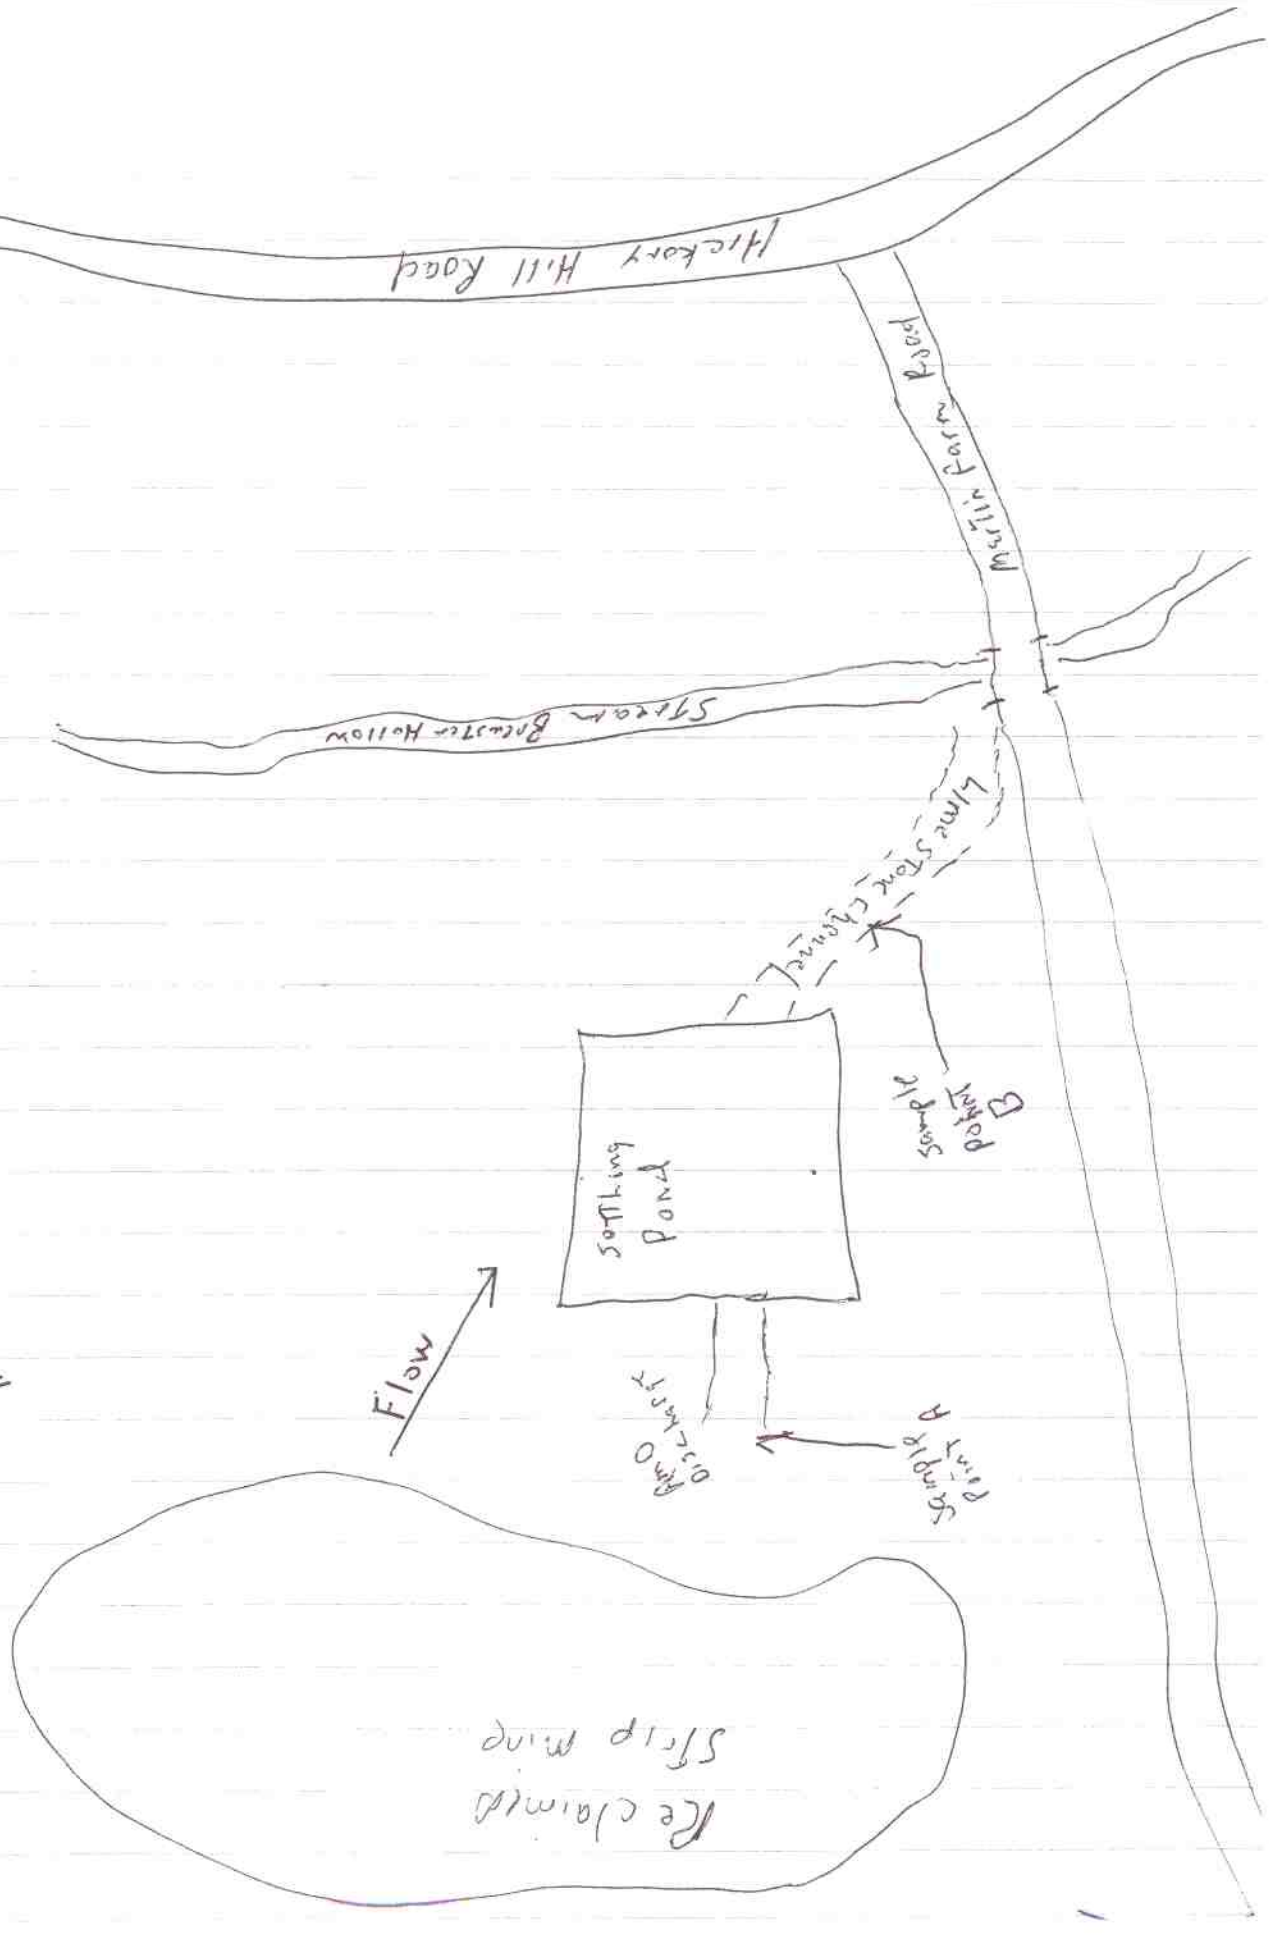 Hickory Hill Road
Merllin Farm Road
Stream Brewster Hollow
Lime Stone Channel
Sample
Point
B
Settling
Pond
Flow
AmD
Discharge
Sample
Point A
Reclaimed
Strip mine